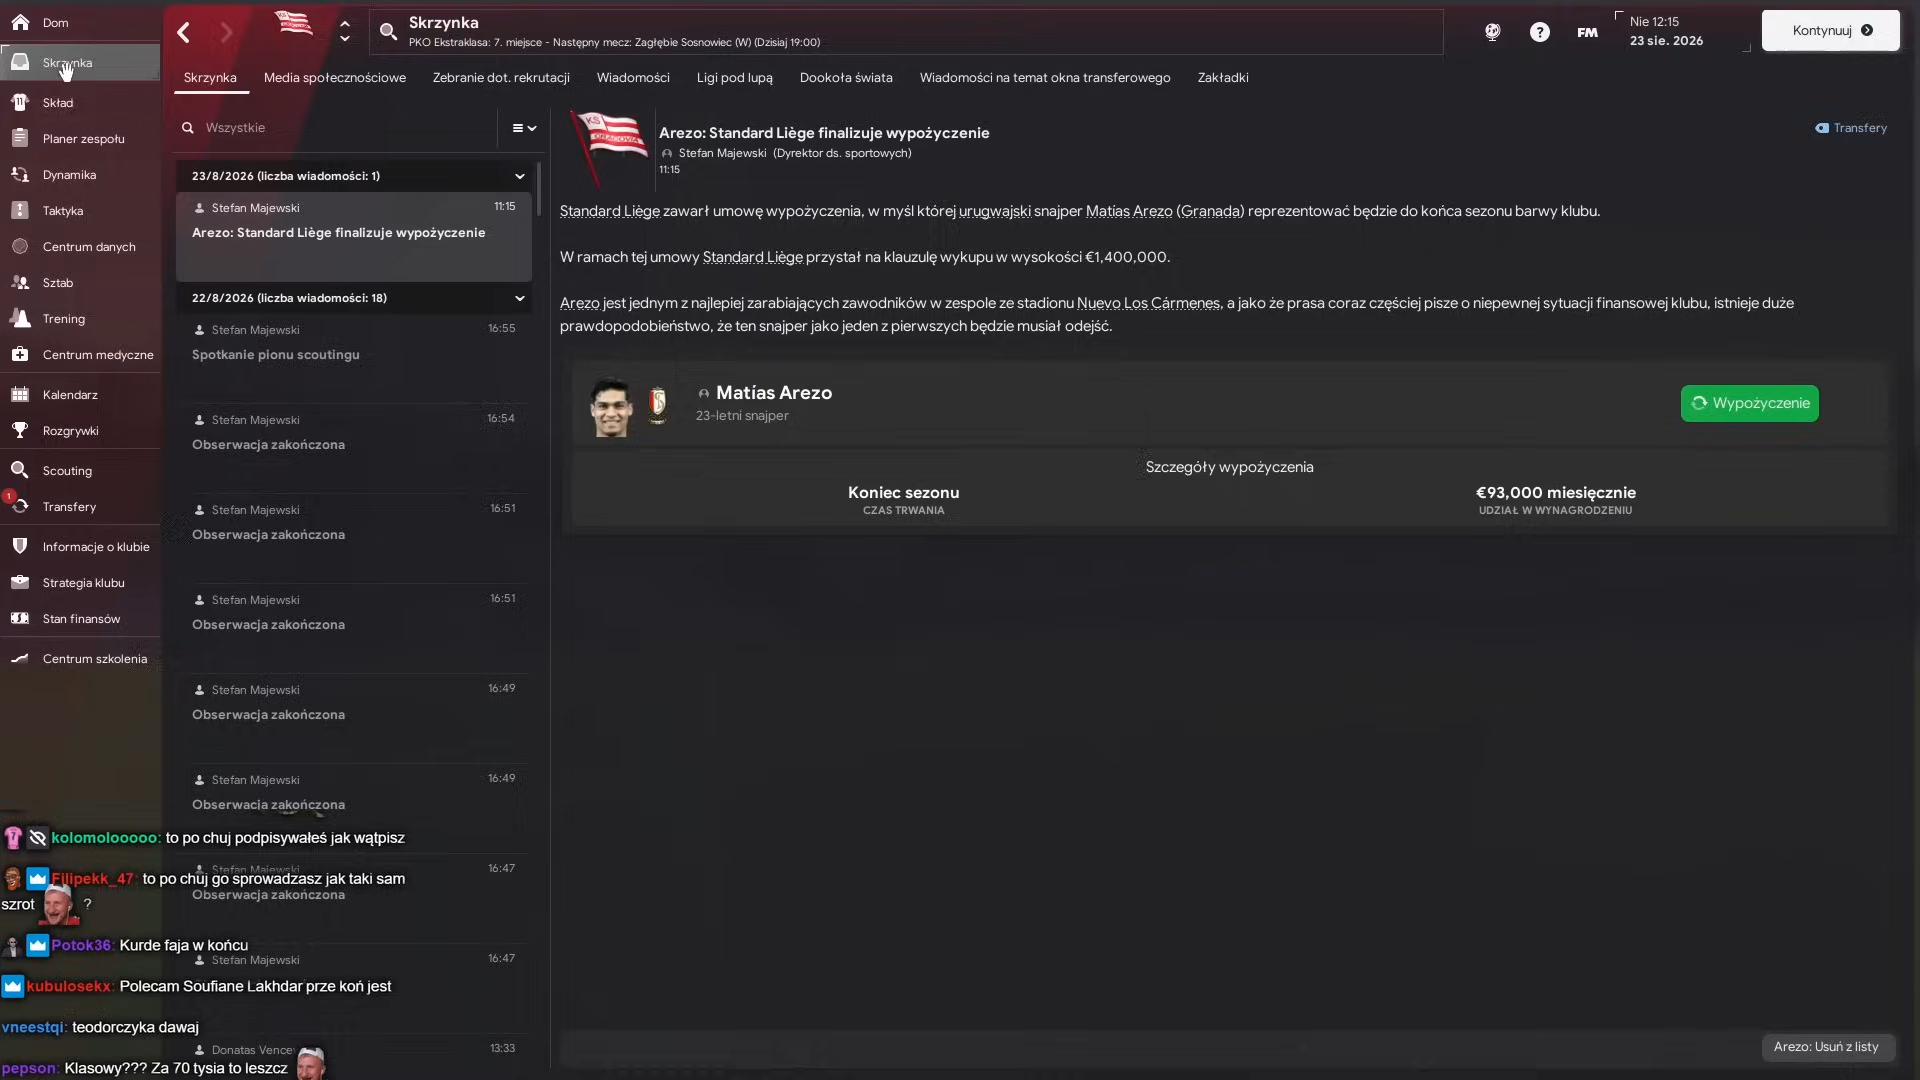 Dom
Skrzynka
Skład
Planer zespołu
Dynamika
Taktyka
Centrum danych
Sztab
Trening
Centrum medyczne
Kalendarz
Rozgrywki
Scouting
1
Transfery
Informacje o klubie
Strategia klubu
Stan finansów
Centrum szkolenia
Skrzynka
PKO Ekstraklasa: 7. miejsce - Następny mecz: Zagłębie Sosnowiec (W) (Dzisiaj 19:00)
FM
Nie 12:15
23 sie. 2026
Kontynuuj
Skrzynka Media społecznościowe Zebranie dot. rekrutacji Wiadomości Ligi pod lupą Dookoła świata Wiadomości na temat okna transferowego Zakładki
Wszystkie
23/8/2026 (liczba wiadomości: 1)
Stefan Majewski 11:15
Arezo: Standard Liège finalizuje wypożyczenie
22/8/2026 (liczba wiadomości: 18)
Stefan Majewski 16:55
Spotkanie pionu scoutingu
Stefan Majewski 16:54
Obserwacja zakończona
Stefan Majewski 16:51
Obserwacja zakończona
Stefan Majewski 16:51
Obserwacja zakończona
Stefan Majewski 16:49
Obserwacja zakończona
Stefan Majewski 16:49
Obserwacja zakończona
Stefan Majewski 16:47
Obserwacja zakończona
Stefan Majewski 16:47
Donatas Vence 13:33
KS
CRACOVIA
Arezo: Standard Liège finalizuje wypożyczenie
Stefan Majewski (Dyrektor ds. sportowych)
11:15
Transfery
Standard Liège zawarł umowę wypożyczenia, w myśl której urugwajski snajper Matías Arezo (Granada) reprezentować będzie do końca sezonu barwy klubu.
W ramach tej umowy Standard Liège przystał na klauzulę wykupu w wysokości €1,400,000.
Arezo jest jednym z najlepiej zarabiających zawodników w zespole ze stadionu Nuevo Los Cármenes, a jako że prasa coraz częściej pisze o niepewnej sytuacji finansowej klubu, istnieje duże
prawdopodobieństwo, że ten snajper jako jeden z pierwszych będzie musiał odejść.
Matías Arezo
23-letni snajper
Wypożyczenie
Szczegóły wypożyczenia
Koniec sezonu
CZAS TRWANIA
€93,000 miesięcznie
UDZIAŁ W WYNAGRODZENIU
Arezo: Usuń z listy
kolomolooooo: to po chuj podpisywałeś jak wątpisz
Filipekk_47: to po chuj go sprowadzasz jak taki sam
szrot ?
Potok36: Kurde faja w końcu
kubulosekx: Polecam Soufiane Lakhdar prze koń jest
vneestqi: teodorczyka dawaj
pepson: Klasowy??? Za 70 tysia to leszcz